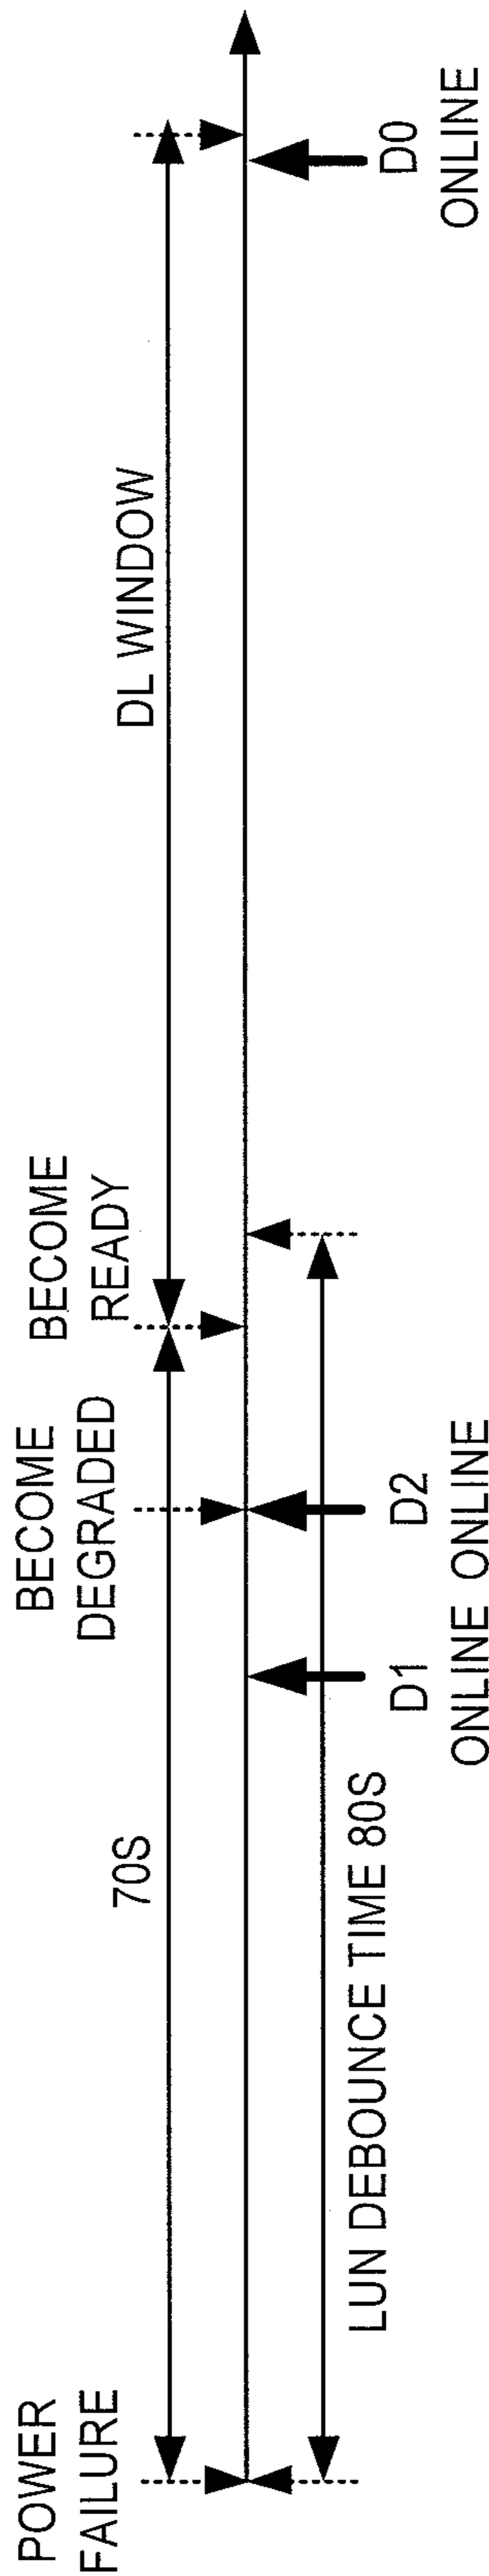 POWER
FAILURE
70S
BECOME
DEGRADED
BECOME
READY
DL WINDOW
LUN DEBOUNCE TIME 80S
D1
ONLINE
D2
ONLINE
D0
ONLINE